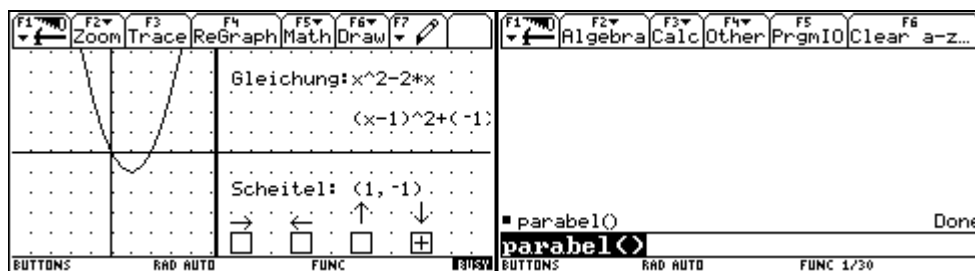 F1 F2 F3 F4 F5 F6 F7
Zoom Trace ReGraph Math Draw
Gleichung:x^2-2*x
(x-1)^2+(-1)
Scheitel: (1,-1)
→ ← ↑ ↓
BUTTONS RAD AUTO FUNC BUSY
F1 F2 F3 F4 F5 F6
Algebra Calc Other PrgmIO Clear a-z…
▪ parabel() Done
parabel()
BUTTONS RAD AUTO FUNC 1/30